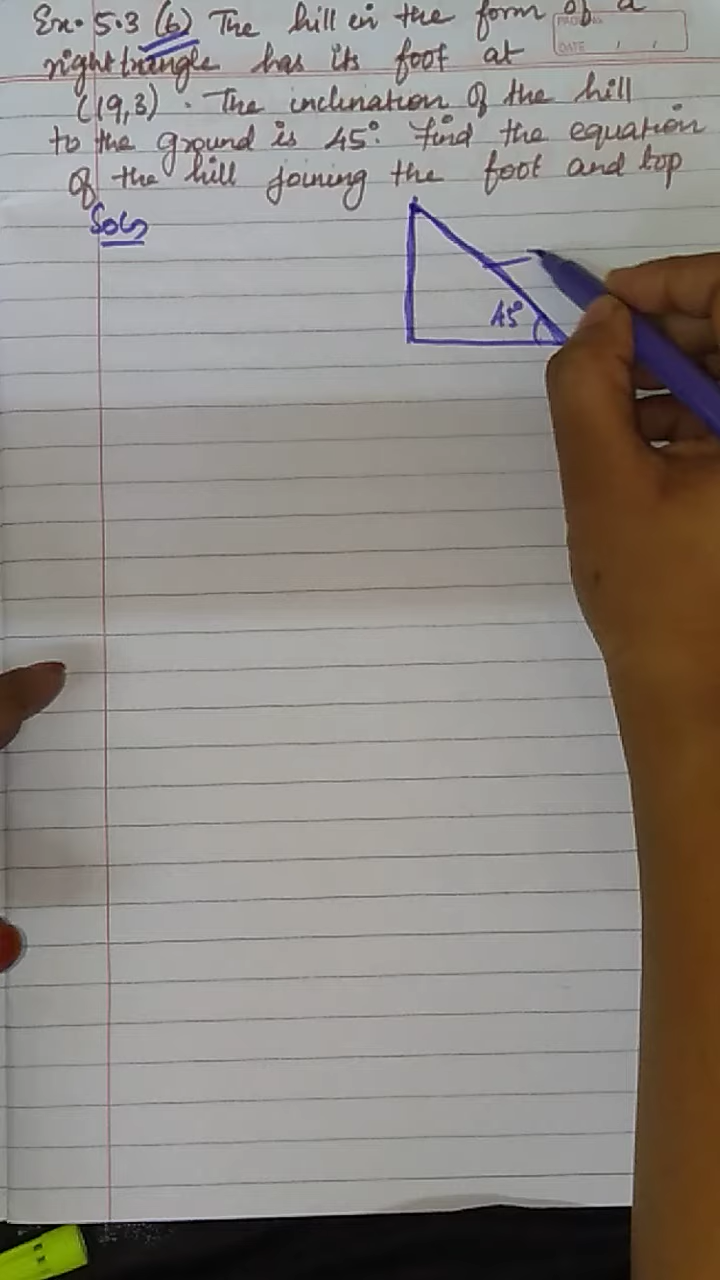 Ex. 5.3 (6) The hill in the form of a
right triangle has its foot at
(19,3). The inclination of the hill
to the ground is 45°. Find the equation
of the hill joining the foot and top
Soln
45°
DATE